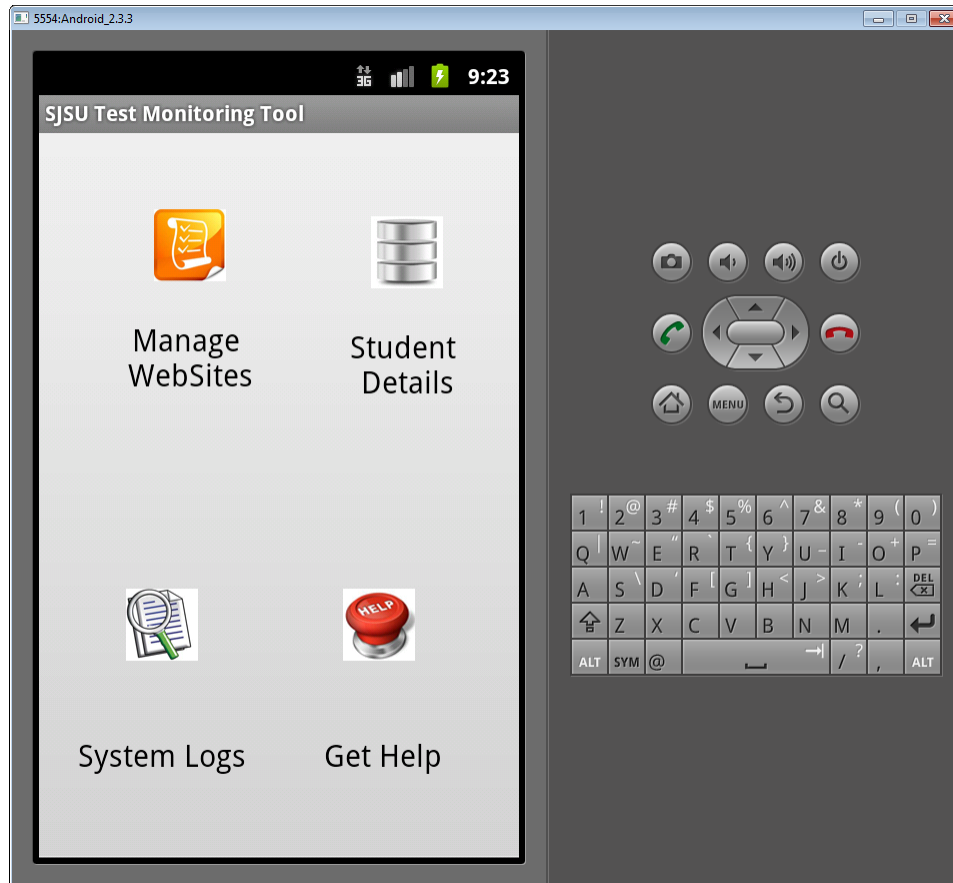 5554:Android_2.3.3
3G 9:23
SJSU Test Monitoring Tool
Manage
WebSites
Student
Details
HELP
System Logs
Get Help
MENU
1 ! 2 @ 3 # 4 $ 5 % 6 ^ 7 & 8 * 9 ( 0 )
Q | W ~ E " R ` T { Y } U _ I - O + P =
A S \ D ' F [ G ] H < J > K ; L : DEL
Z X C V B N M .
ALT SYM @ / ? , ALT